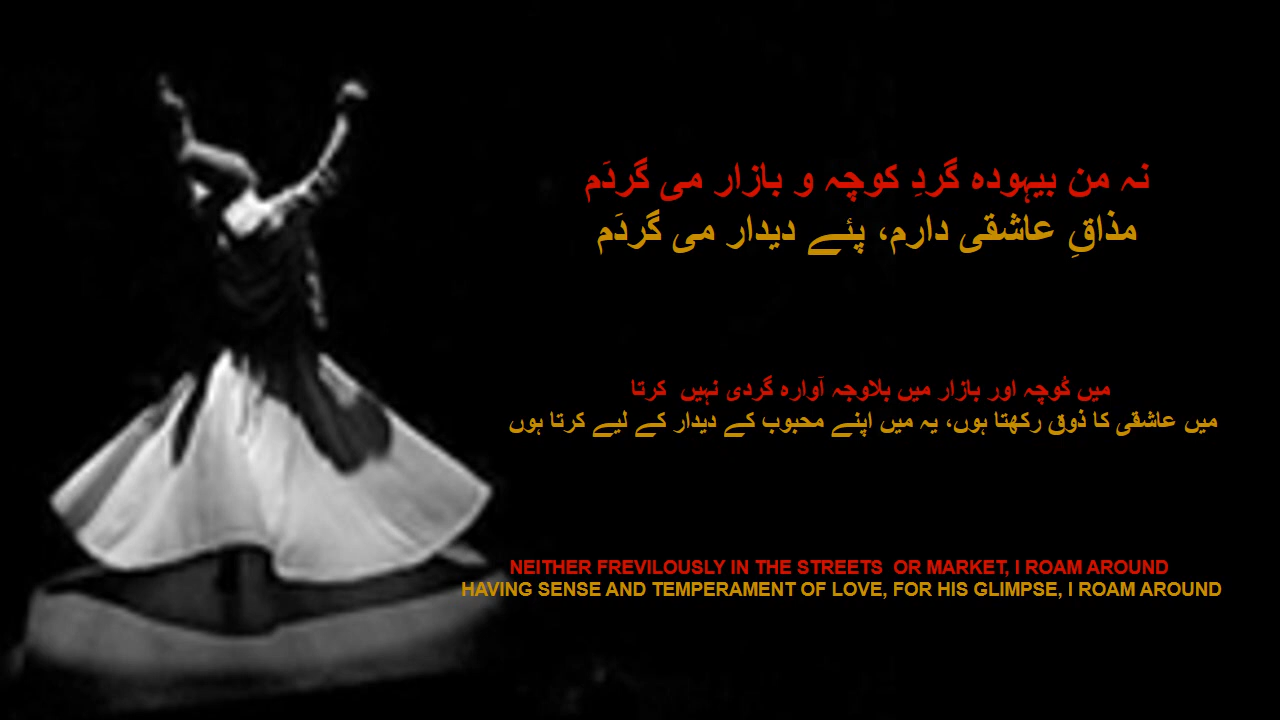 نہ من بیہودہ گردِ کوچہ و بازار می گردَم
مذاقِ عاشقی دارم، پئے دیدار می گردَم
میں کُوچہ اور بازار میں بلاوجہ آوارہ گردی نہیں کرتا
میں عاشقی کا ذوق رکھتا ہوں، یہ میں اپنے محبوب کے دیدار کے لیے کرتا ہوں
NEITHER FREVILOUSLY IN THE STREETS OR MARKET, I ROAM AROUND
HAVING SENSE AND TEMPERAMENT OF LOVE, FOR HIS GLIMPSE, I ROAM AROUND